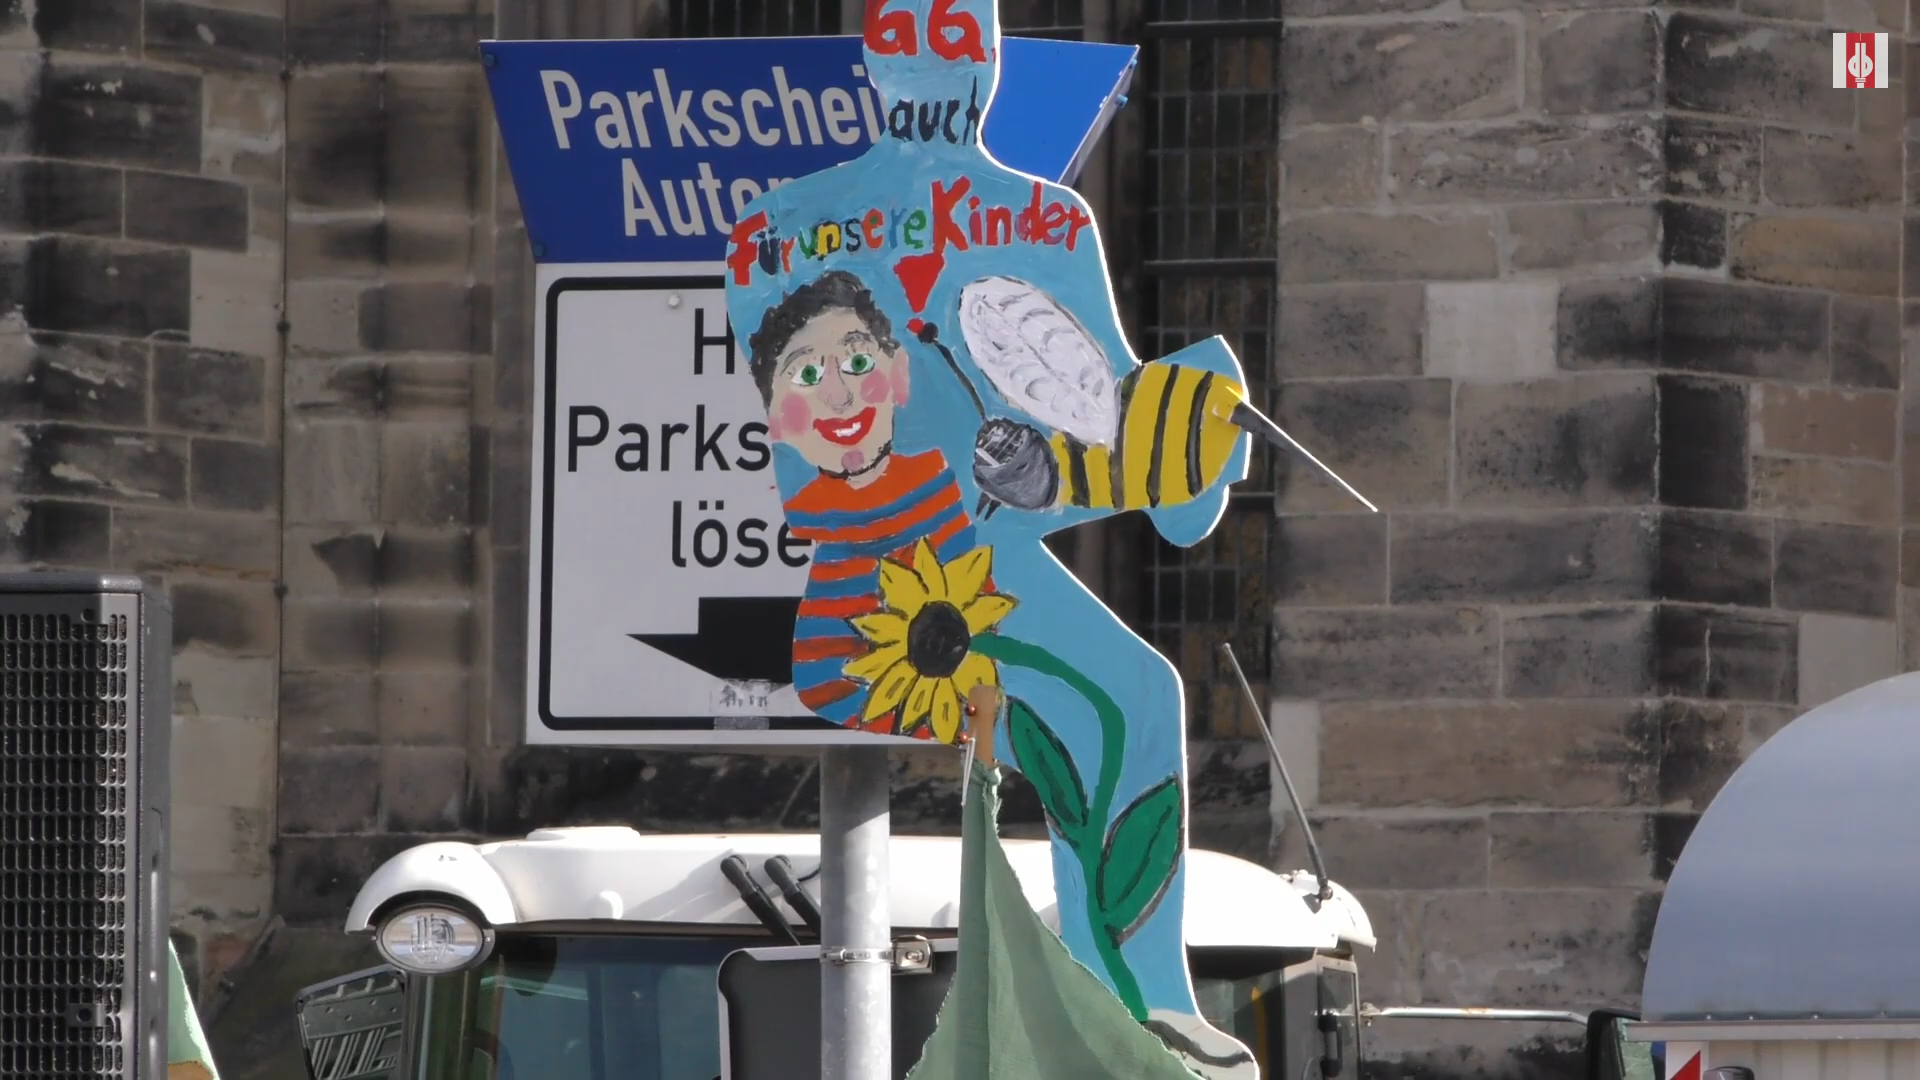 66
auch
Für unsere Kinder
Parkschei
Auto
H
Parks
löse